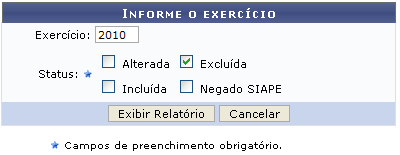 Informe o exercício
Exercício: 2010
Status: Alterada Excluída
Incluída Negado SIAPE
Exibir Relatório Cancelar
Campos de preenchimento obrigatório.